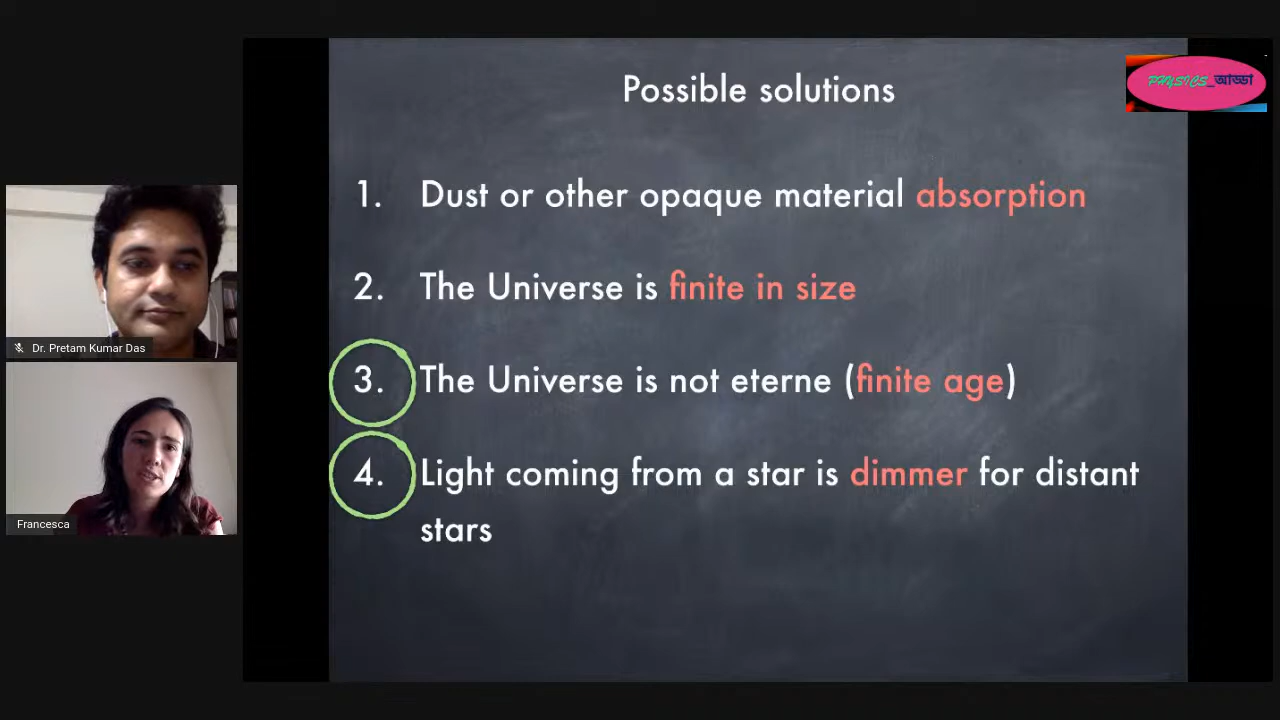 Possible solutions
PHYSICS_আড্ডা
1. Dust or other opaque material absorption
2. The Universe is finite in size
3. The Universe is not eterne (finite age)
4. Light coming from a star is dimmer for distant
stars
Dr. Pretam Kumar Das
Francesca